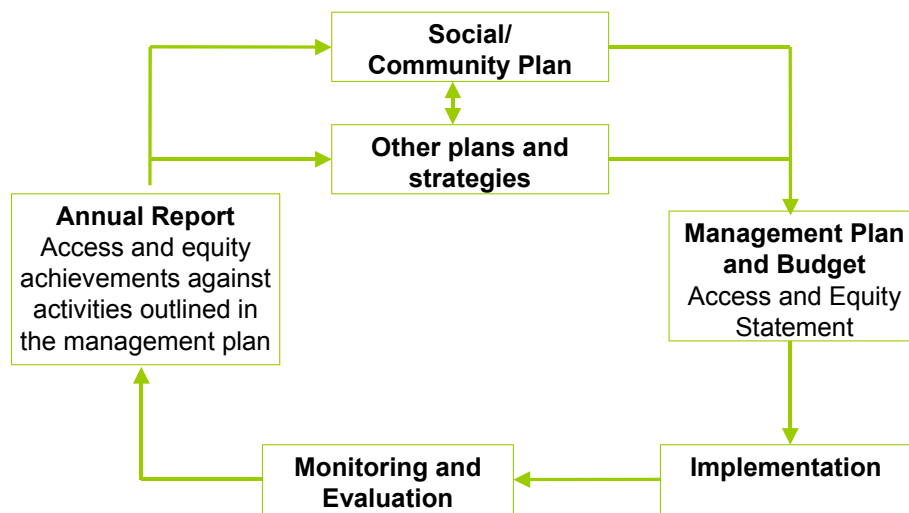 Social/
Community Plan
Other plans and
strategies
Annual Report
Access and equity
achievements against
activities outlined in
the management plan
Management Plan
and Budget
Access and Equity
Statement
Monitoring and
Evaluation
Implementation